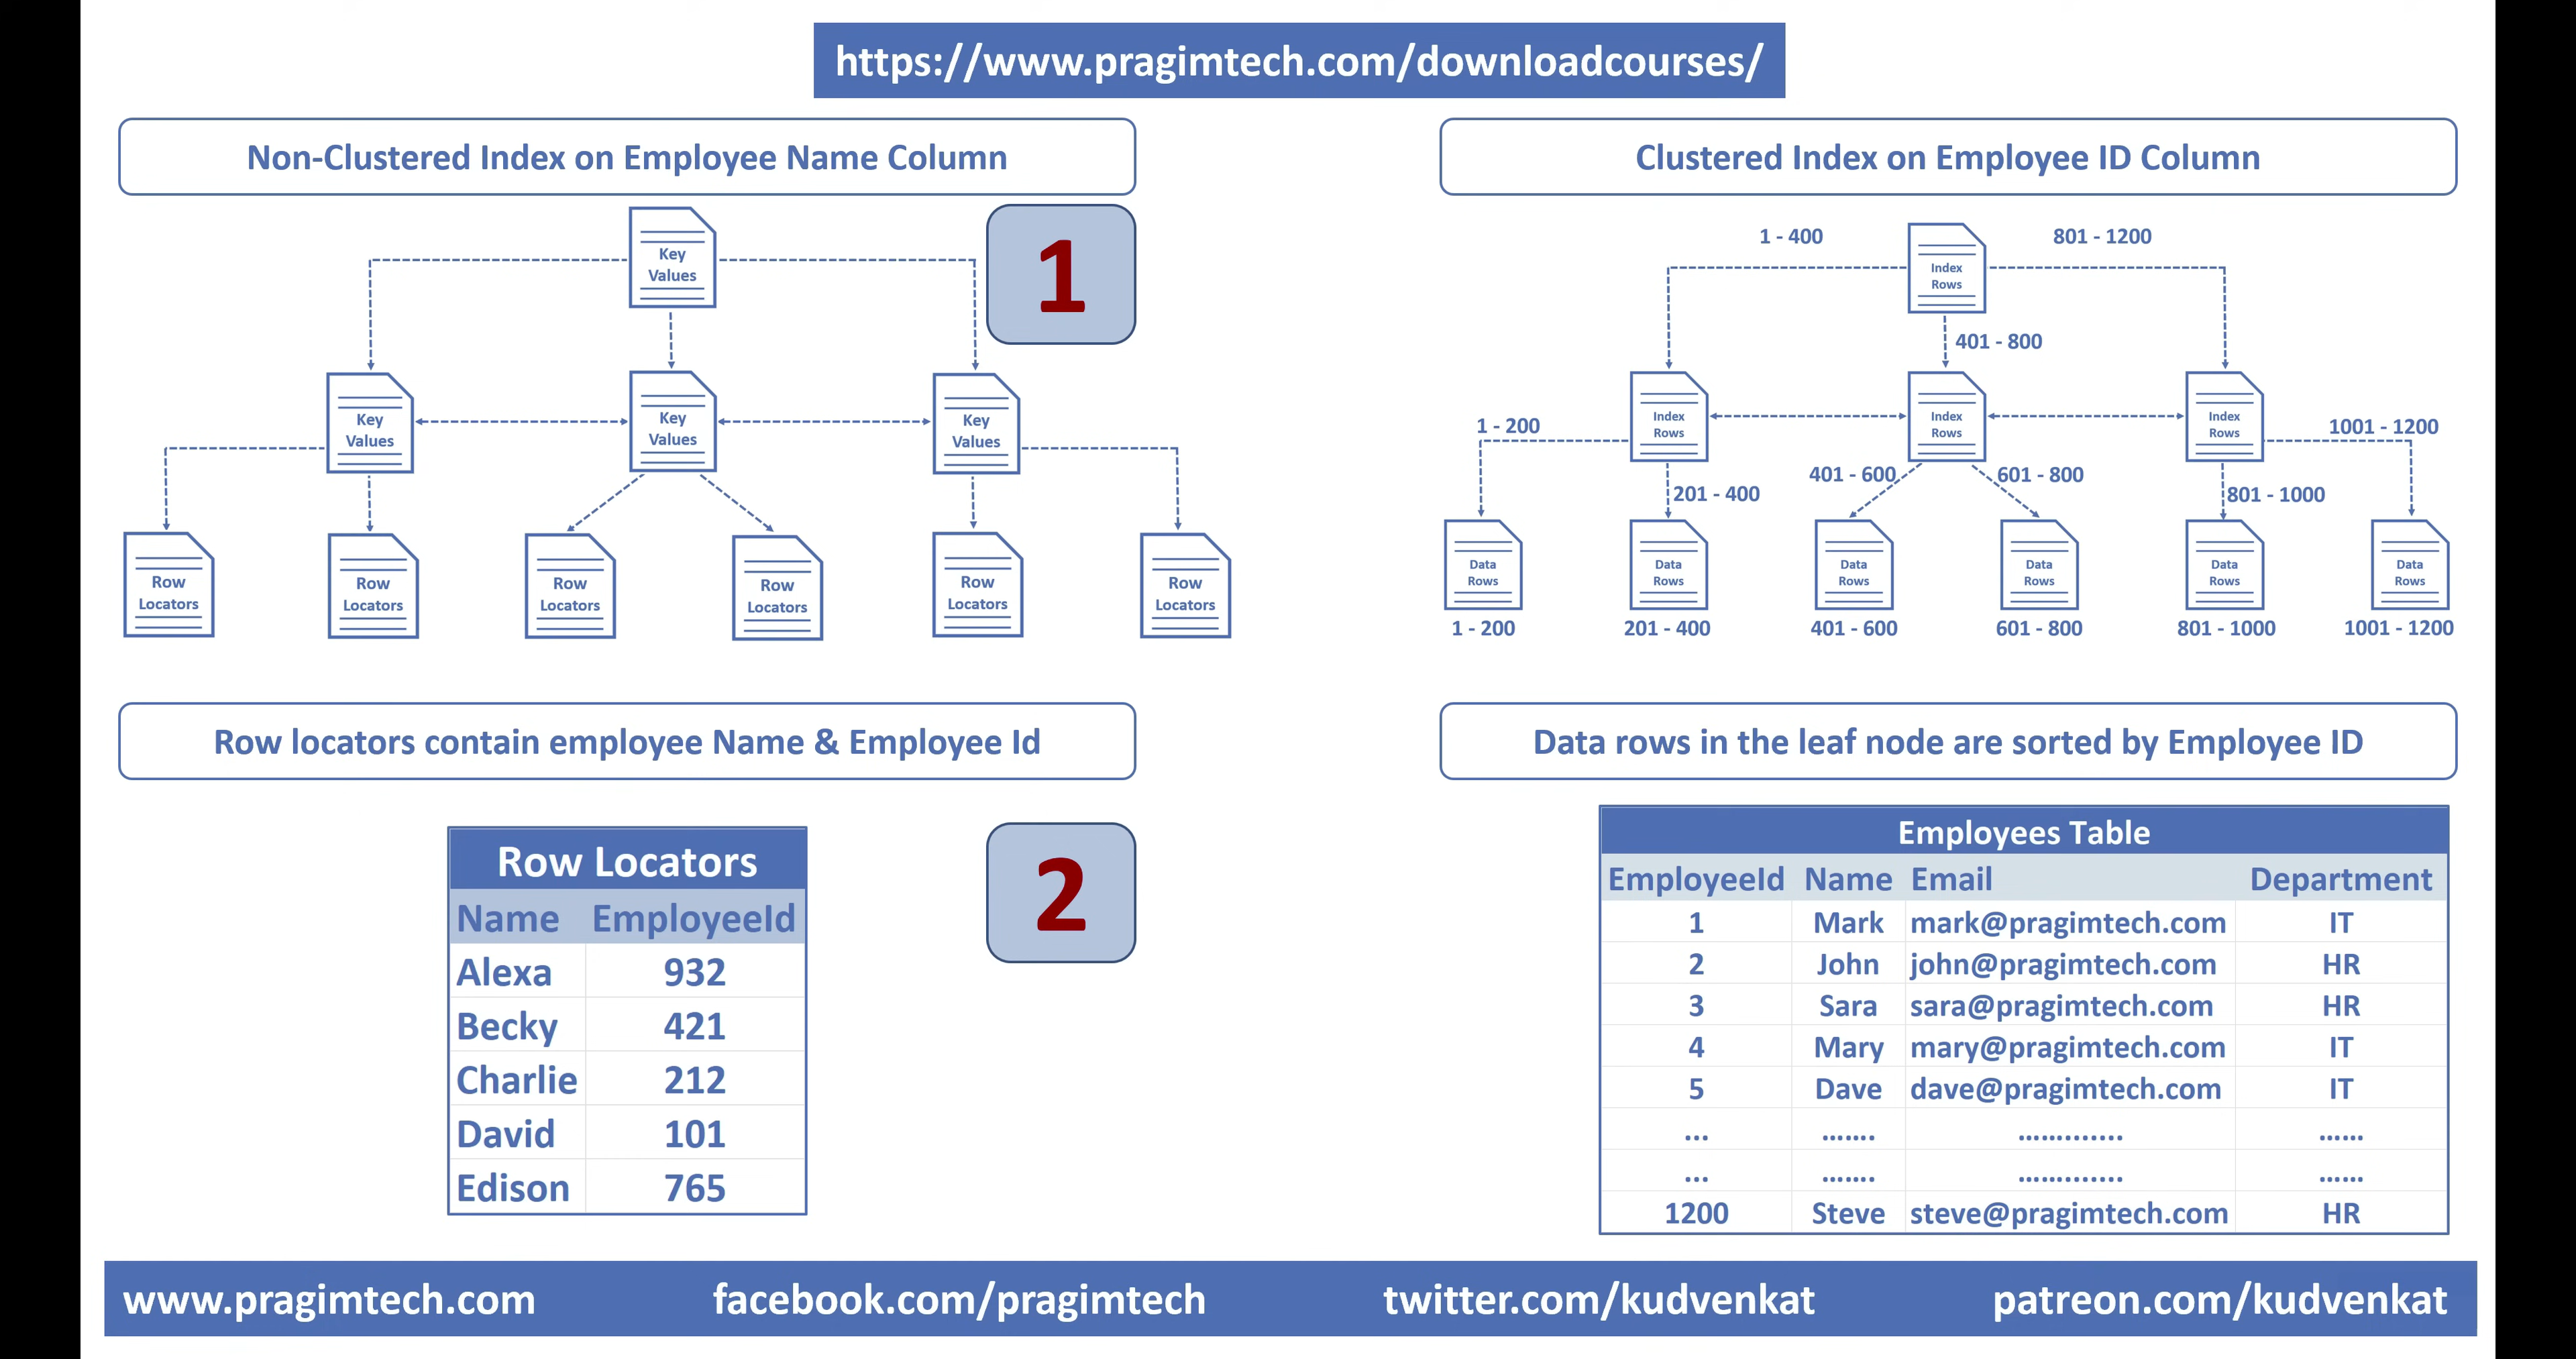 https://www.pragimtech.com/downloadcourses/
Non-Clustered Index on Employee Name Column
1
Key
Values
Key
Values
Key
Values
Key
Values
Row
Locators
Row
Locators
Row
Locators
Row
Locators
Row
Locators
Row
Locators
Clustered Index on Employee ID Column
1 - 400
801 - 1200
Index
Rows
401 - 800
1 - 200
Index
Rows
Index
Rows
Index
Rows
1001 - 1200
201 - 400
401 - 600
601 - 800
801 - 1000
Data
Rows
Data
Rows
Data
Rows
Data
Rows
Data
Rows
Data
Rows
1 - 200
201 - 400
401 - 600
601 - 800
801 - 1000
1001 - 1200
Row locators contain employee Name & Employee Id
2
Row Locators
Name EmployeeId
Alexa 932
Becky 421
Charlie 212
David 101
Edison 765
Data rows in the leaf node are sorted by Employee ID
Employees Table
EmployeeId Name Email Department
1 Mark mark@pragimtech.com IT
2 John john@pragimtech.com HR
3 Sara sara@pragimtech.com HR
4 Mary mary@pragimtech.com IT
5 Dave dave@pragimtech.com IT
... ....... ............. ......
... ....... ............. ......
1200 Steve steve@pragimtech.com HR
www.pragimtech.com facebook.com/pragimtech twitter.com/kudvenkat patreon.com/kudvenkat